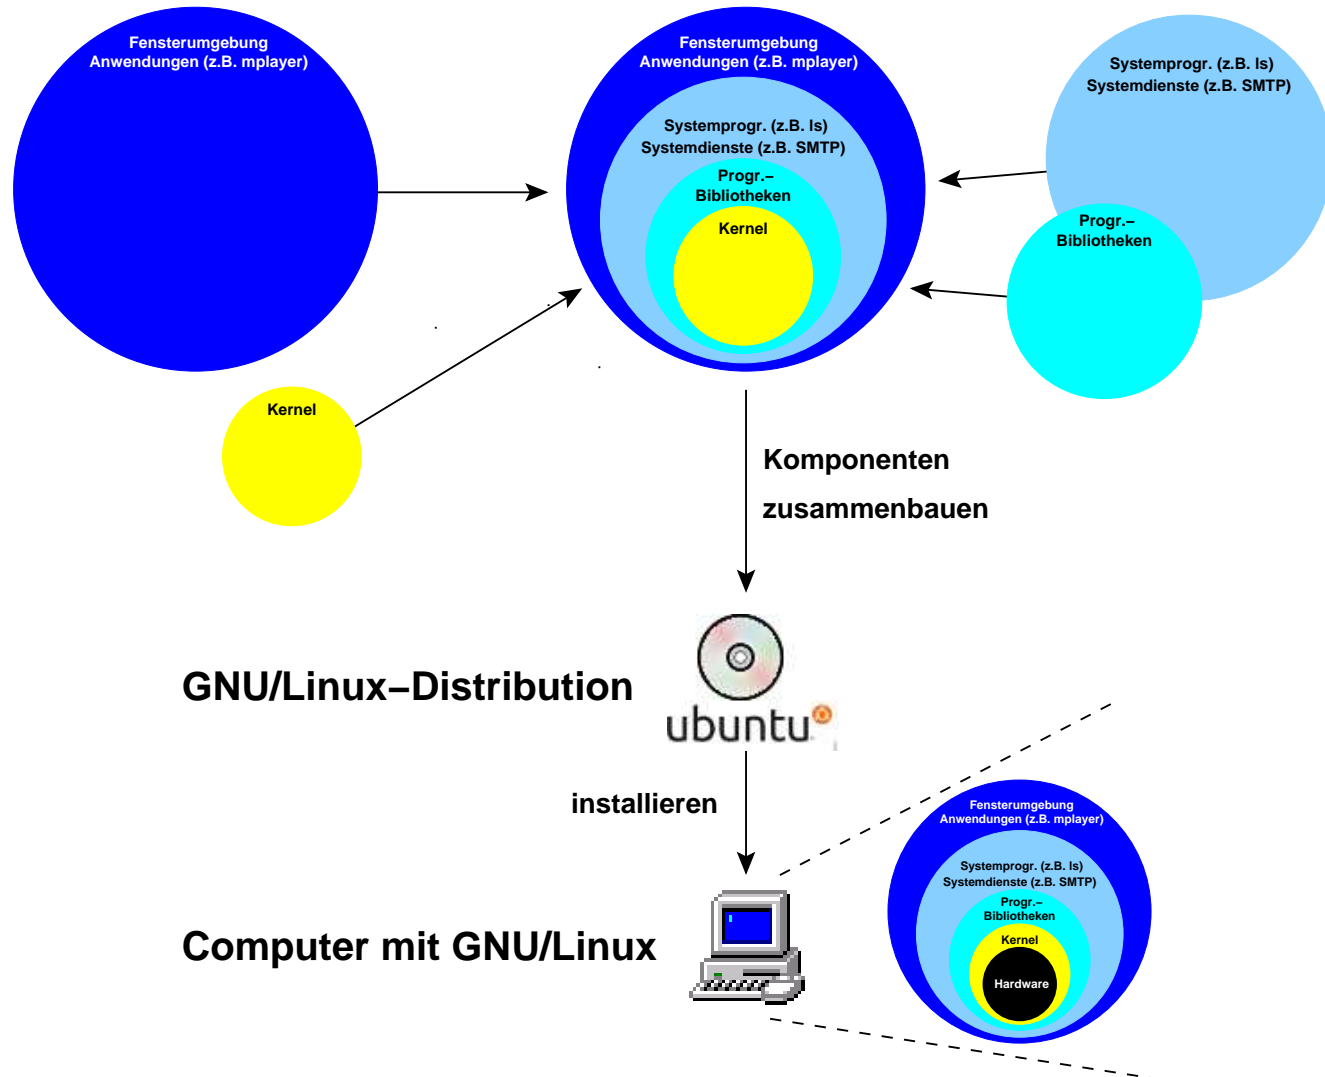 Fensterumgebung
Anwendungen (z.B. mplayer)
Fensterumgebung
Anwendungen (z.B. mplayer)
Systemprogr. (z.B. ls)
Systemdienste (z.B. SMTP)
Systemprogr. (z.B. ls)
Systemdienste (z.B. SMTP)
Progr.–
Bibliotheken
Kernel
Progr.–
Bibliotheken
Kernel
Komponenten
zusammenbauen
GNU/Linux–Distribution
ubuntu
installieren
Fensterumgebung
Anwendungen (z.B. mplayer)
Systemprogr. (z.B. ls)
Systemdienste (z.B. SMTP)
Progr.–
Bibliotheken
Kernel
Hardware
Computer mit GNU/Linux